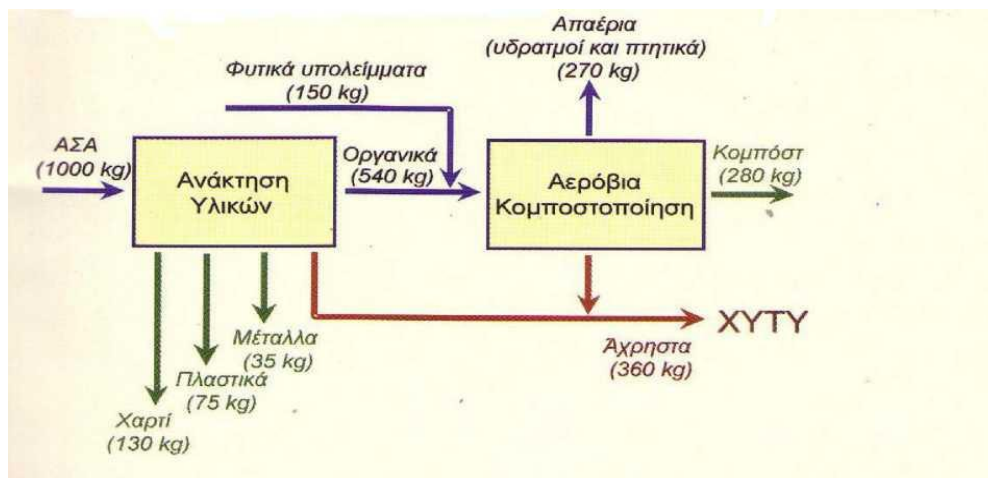 Απαέρια
(υδρατμοί και πτητικά)
(270 kg)
Φυτικά υπολείμματα
(150 kg)
ΑΣΑ
(1000 kg)
Ανάκτηση
Υλικών
Οργανικά
(540 kg)
Αερόβια
Κομποστοποίηση
Κομπόστ
(280 kg)
ΧΥΤΥ
Άχρηστα
(360 kg)
Μέταλλα
(35 kg)
Πλαστικά
(75 kg)
Χαρτί
(130 kg)